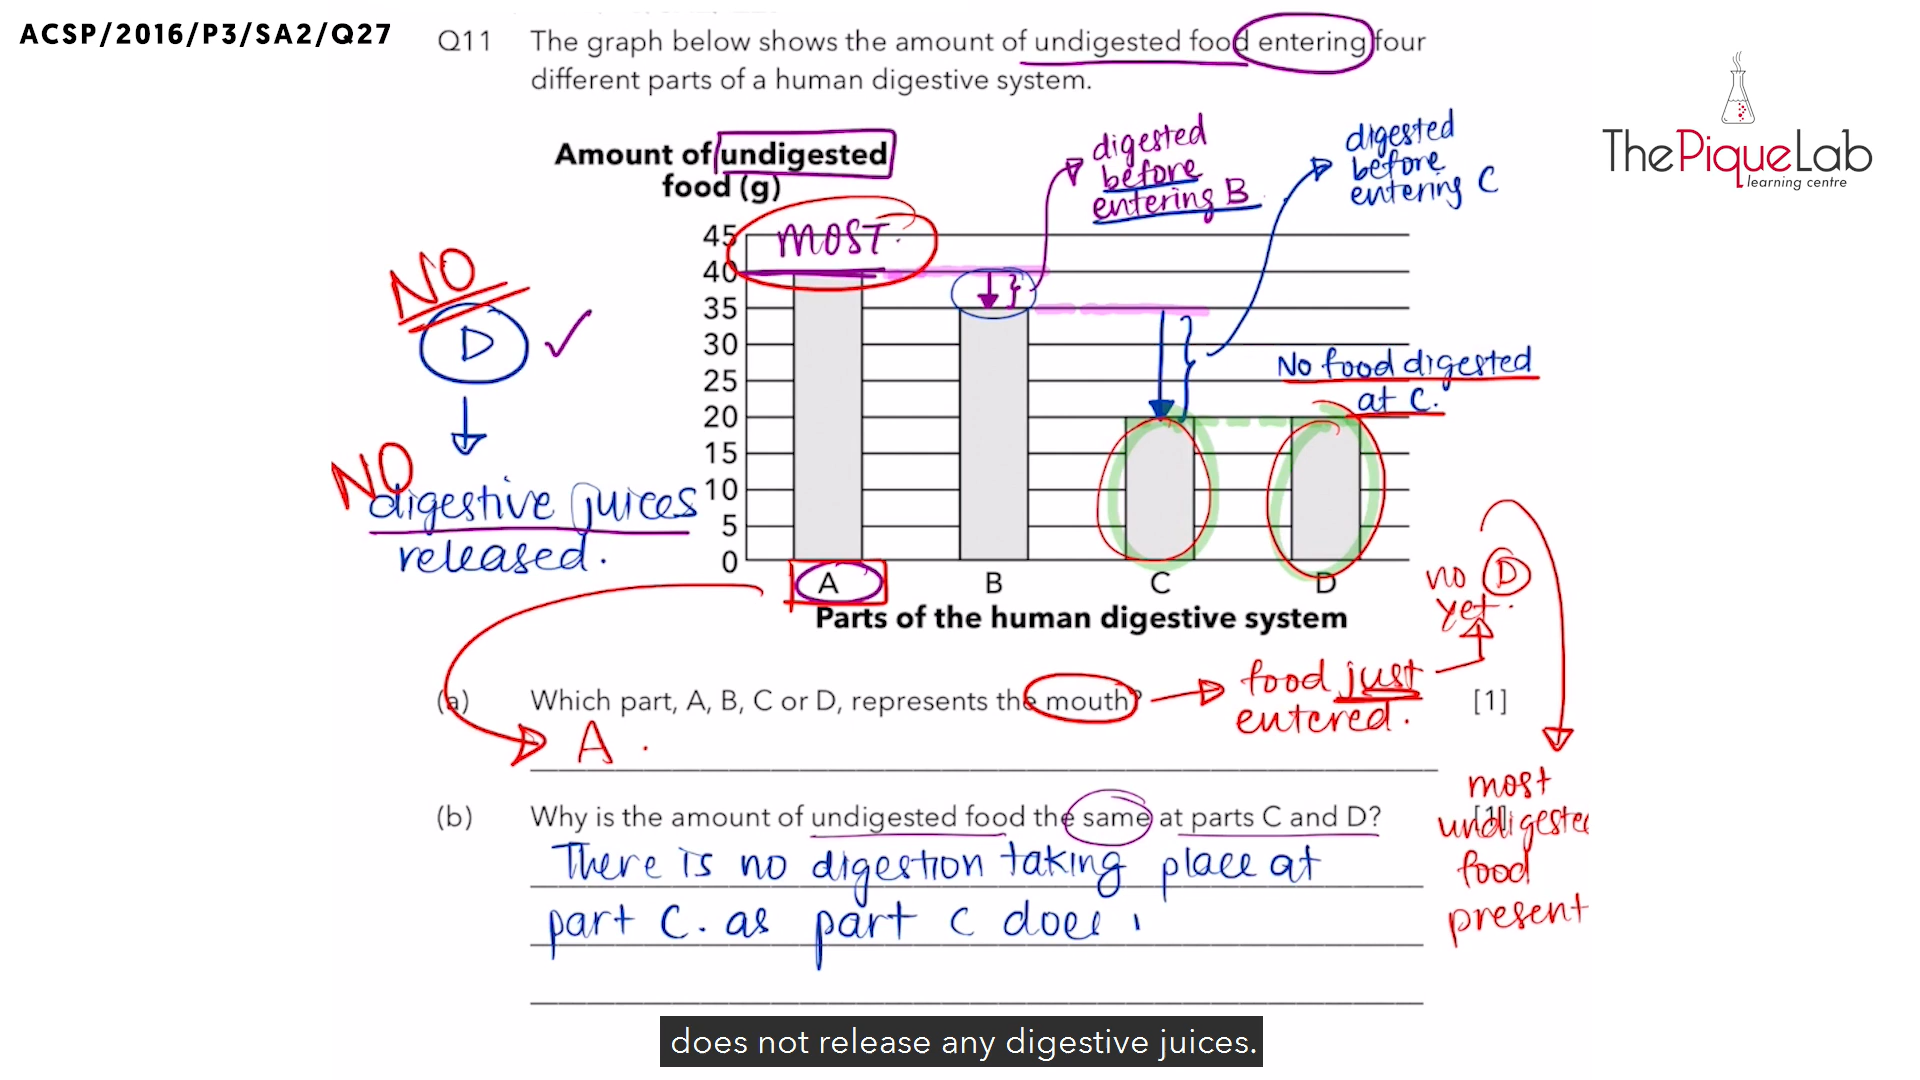 ACSP/2016/P3/SA2/Q27
Q11 The graph below shows the amount of undigested food entering four
different parts of a human digestive system.
ThePiqueLab
learning centre
Amount of undigested
food (g)
digested
before
entering B
digested
before
entering C
45
40
35
30
25
20
15
10
5
0
MOST.
No food digested
at C.
NO
D
NO
digestive juices
released.
A B C D
Parts of the human digestive system
no D
yet.
(a) Which part, A, B, C or D, represents the mouth? [1]
food just
entered.
A.
most
undigested
food
present
(b) Why is the amount of undigested food the same at parts C and D? [1]
There is no digestion taking place at
part C. as part C does
does not release any digestive juices.